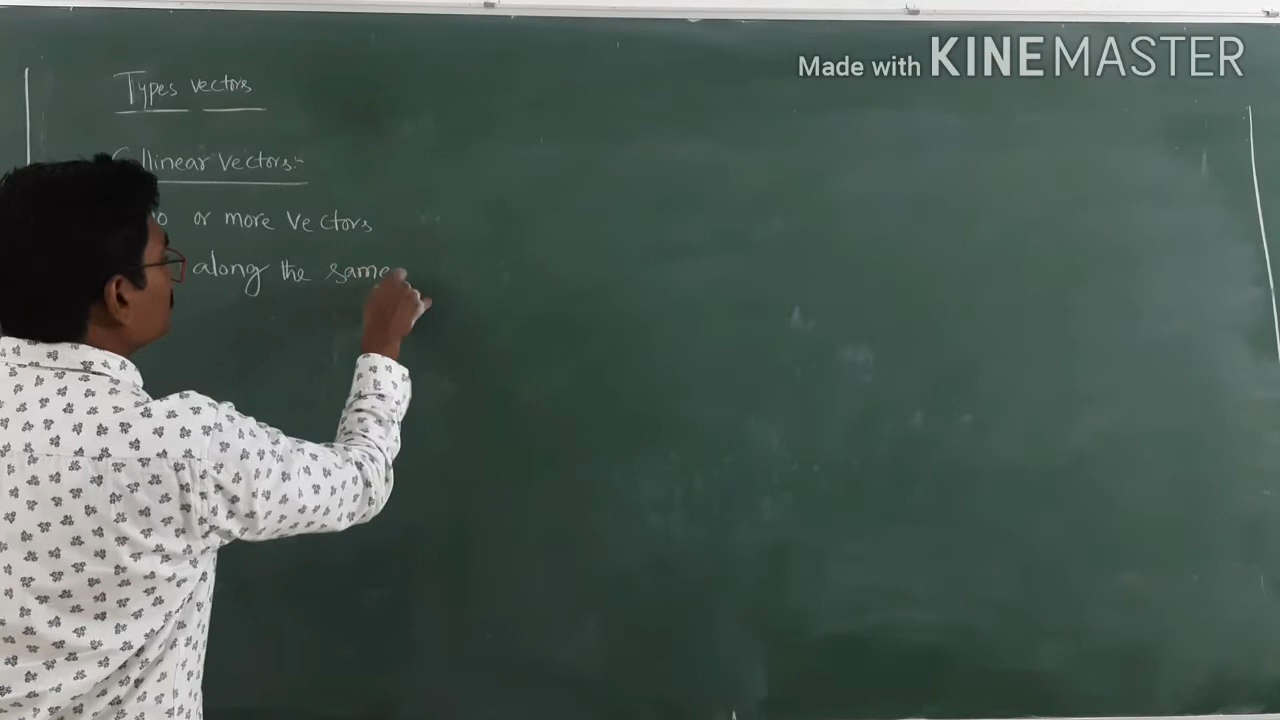 Made with KINEMASTER
Types vectors
llinear Vectors:-
or more Vectors
along the same